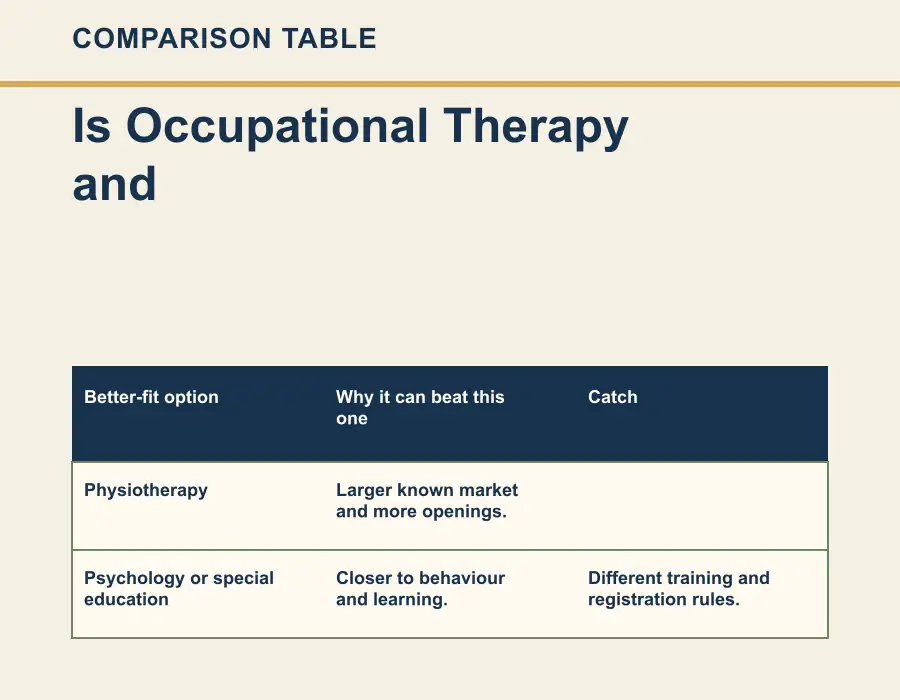 COMPARISON TABLE
Is Occupational Therapy
and
Better-fit option
Why it can beat this
one
Catch
Physiotherapy
Larger known market
and more openings.
Psychology or special
education
Closer to behaviour
and learning.
Different training and
registration rules.